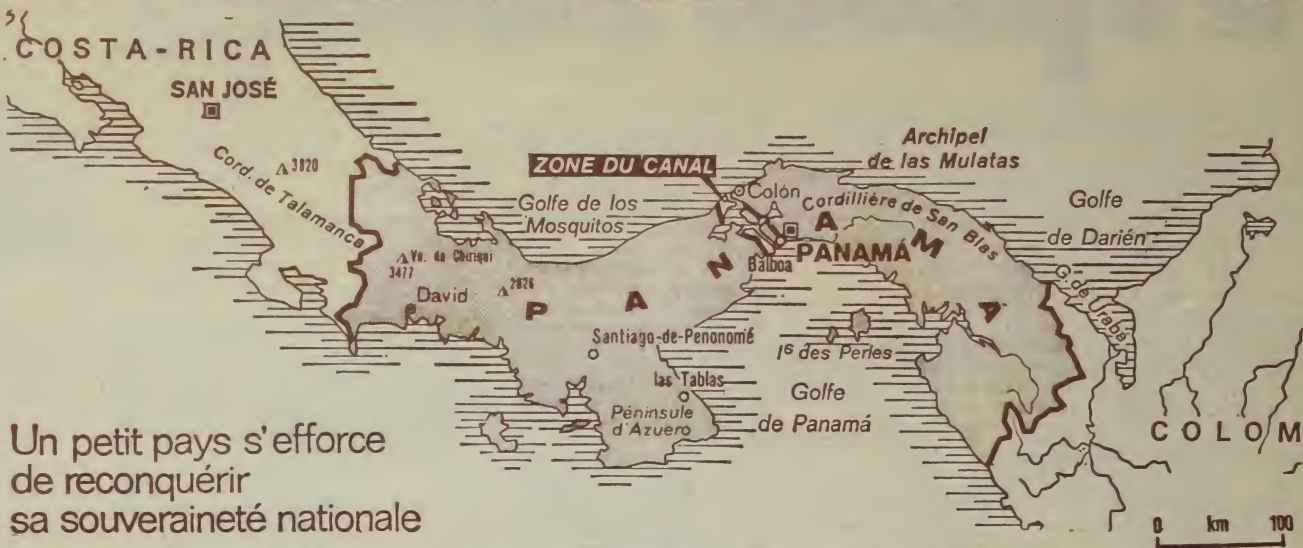 COSTA-RICA
SAN JOSÉ
Cord. de Talamanca
3820
ZONE DU CANAL
Archipel
de las Mulatas
Colón
Golfe de los
Mosquitos
Cordillière de San Blas
Golfe
de Darién
Vn. de Chiriqui
3477
David
2826
PANAMA
Balboa
PANAMÁ
G. de Uraba
Santiago-de-Penonomé
Is des Perles
las Tablas
Péninsule
d'Azuero
Golfe
de Panamá
COLOM
0 km 100
Un petit pays s'efforce
de reconquérir
sa souveraineté nationale